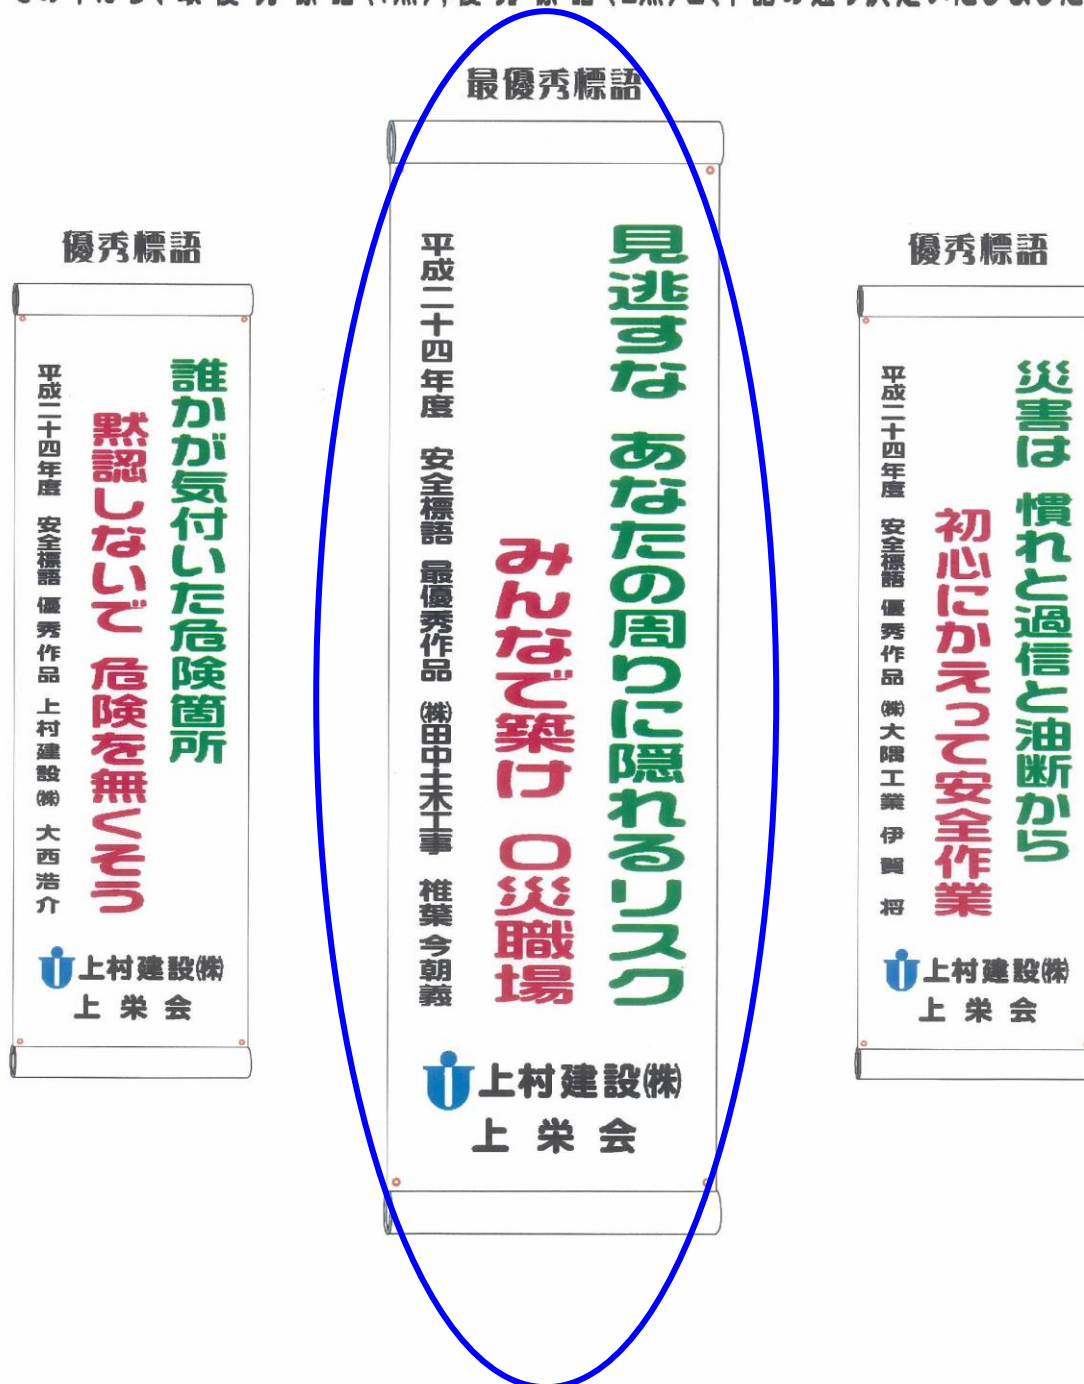 最優秀標語
見逃すな あなたの周りに隠れるリスク
みんなで築け 〇災職場
平成二十四年度 安全標語 最優秀作品 ㈱田中土木工事 椎葉 今朝義
上村建設㈱
上栄会
優秀標語
誰かが気付いた危険箇所
黙認しないで 危険を無くそう
平成二十四年度 安全標語 優秀作品 上村建設㈱ 大西浩介
上村建設㈱
上栄会
優秀標語
災害は 慣れと過信と油断から
初心にかえって安全作業
平成二十四年度 安全標語 優秀作品 ㈱大隅工業 伊賀 将
上村建設㈱
上栄会